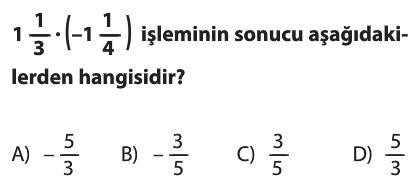 1 1/3 · (–1 1/4) işleminin sonucu aşağıdaki-
lerden hangisidir?
A) – 5/3 B) – 3/5 C) 3/5 D) 5/3